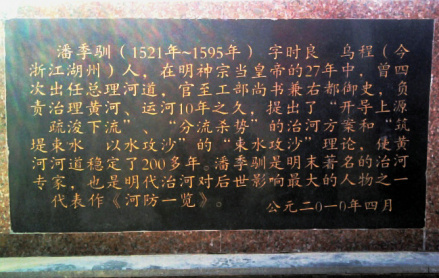 潘季驯（1521年~1595年）字时良 乌程（今
浙江湖州）人，在明神宗当皇帝的27年中，曾四
次出任总理河道，官至工部尚书兼右都御史，负
责治理黄河、运河10年之久，提出了“开导上源
疏浚下流”、“分流杀势”的治河方案和“筑
堤束水 以水攻沙”的“束水攻沙”理论，使黄
河河道稳定了200多年。潘季驯是明末著名的治河
专家，也是明代治河对后世影响最大的人物之一
代表作《河防一览》。
公元二〇一〇年四月